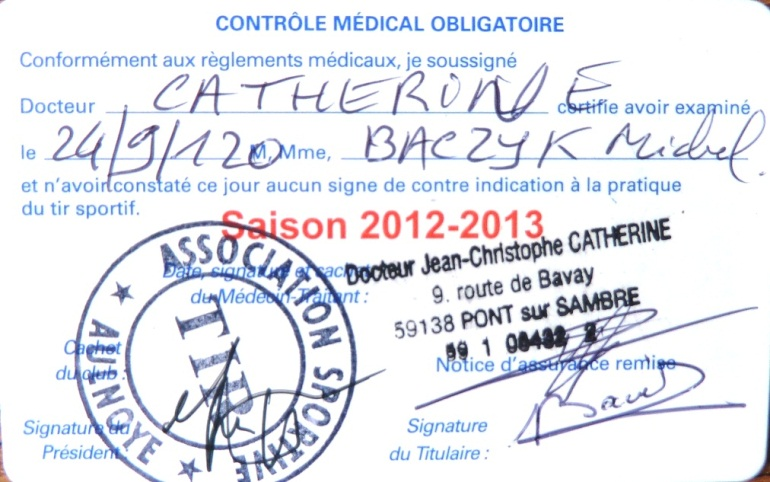 CONTRÔLE MÉDICAL OBLIGATOIRE
Conformément aux règlements médicaux, je soussigné
Docteur CATHERINE certifie avoir examiné
le 24/9/120 M, Mme, BACZYK Michel.
et n'avoir constaté ce jour aucun signe de contre indication à la pratique
du tir sportif.
Saison 2012-2013
Date, signature et cachet
du Médecin-Traitant :
Docteur Jean-Christophe CATHERINE
9. route de Bavay
59138 PONT sur SAMBRE
59 1 00432 2
Notice d'assurance remise
Cachet
du club :
ASSOCIATION SPORTIVE
AULNOYE
TIR
Signature du
Président :
Signature
du Titulaire :